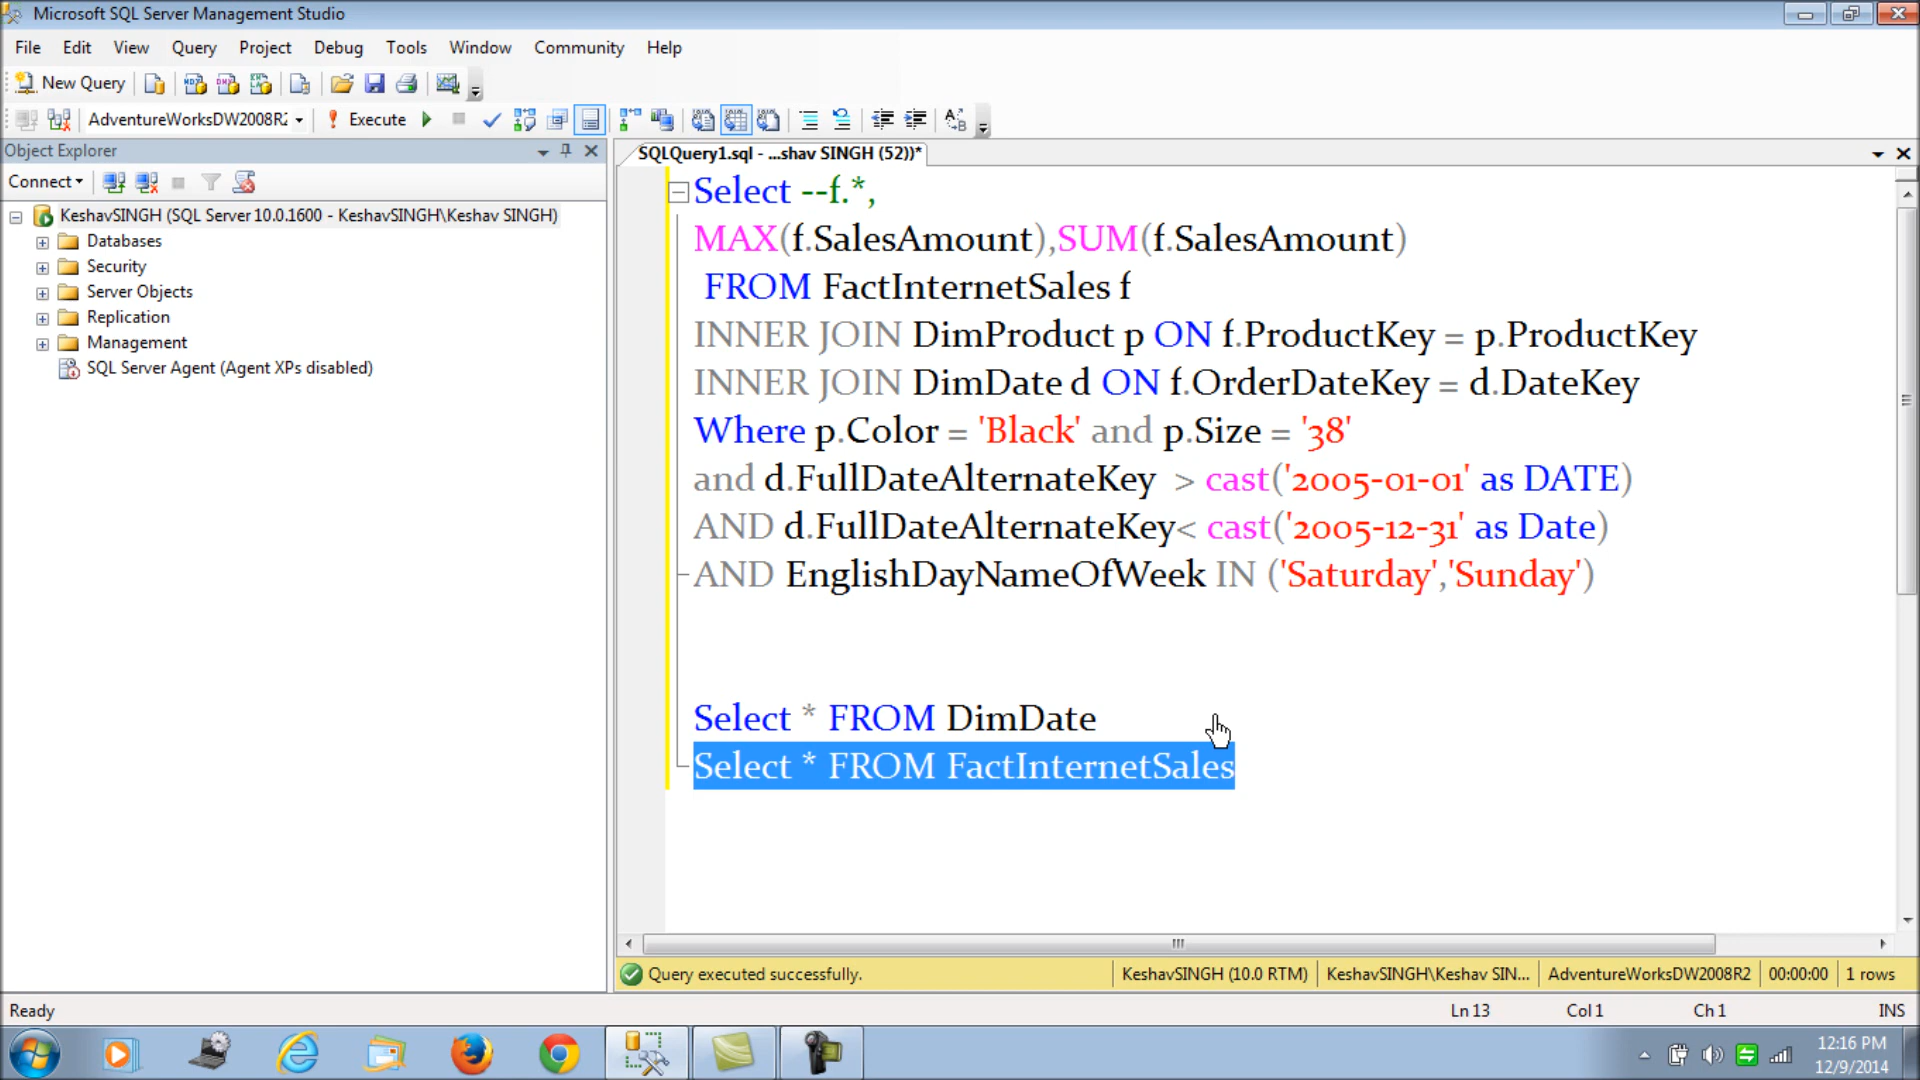 Microsoft SQL Server Management Studio
File Edit View Query Project Debug Tools Window Community Help
New Query
AdventureWorksDW2008R2 Execute
Object Explorer
SQLQuery1.sql - ...shav SINGH (52))*
Connect
KeshavSINGH (SQL Server 10.0.1600 - KeshavSINGH\Keshav SINGH)
Databases
Security
Server Objects
Replication
Management
SQL Server Agent (Agent XPs disabled)
Select --f.*,
MAX(f.SalesAmount),SUM(f.SalesAmount)
FROM FactInternetSales f
INNER JOIN DimProduct p ON f.ProductKey = p.ProductKey
INNER JOIN DimDate d ON f.OrderDateKey = d.DateKey
Where p.Color = 'Black' and p.Size = '38'
and d.FullDateAlternateKey > cast('2005-01-01' as DATE)
AND d.FullDateAlternateKey< cast('2005-12-31' as Date)
AND EnglishDayNameOfWeek IN ('Saturday','Sunday')
Select * FROM DimDate
Select * FROM FactInternetSales
Query executed successfully. KeshavSINGH (10.0 RTM) KeshavSINGH\Keshav SIN... AdventureWorksDW2008R2 00:00:00 1 rows
Ready Ln 13 Col 1 Ch 1 INS
12:16 PM
12/9/2014